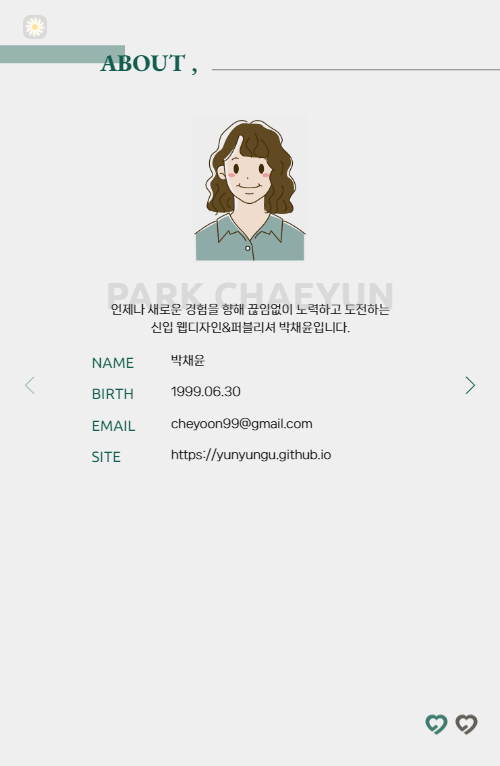 ABOUT ,
PARK CHAEYUN
언제나 새로운 경험을 향해 끊임없이 노력하고 도전하는
신입 웹디자인&퍼블리셔 박채윤입니다.
NAME 박채윤
BIRTH 1999.06.30
EMAIL cheyoon99@gmail.com
SITE https://yunyungu.github.io